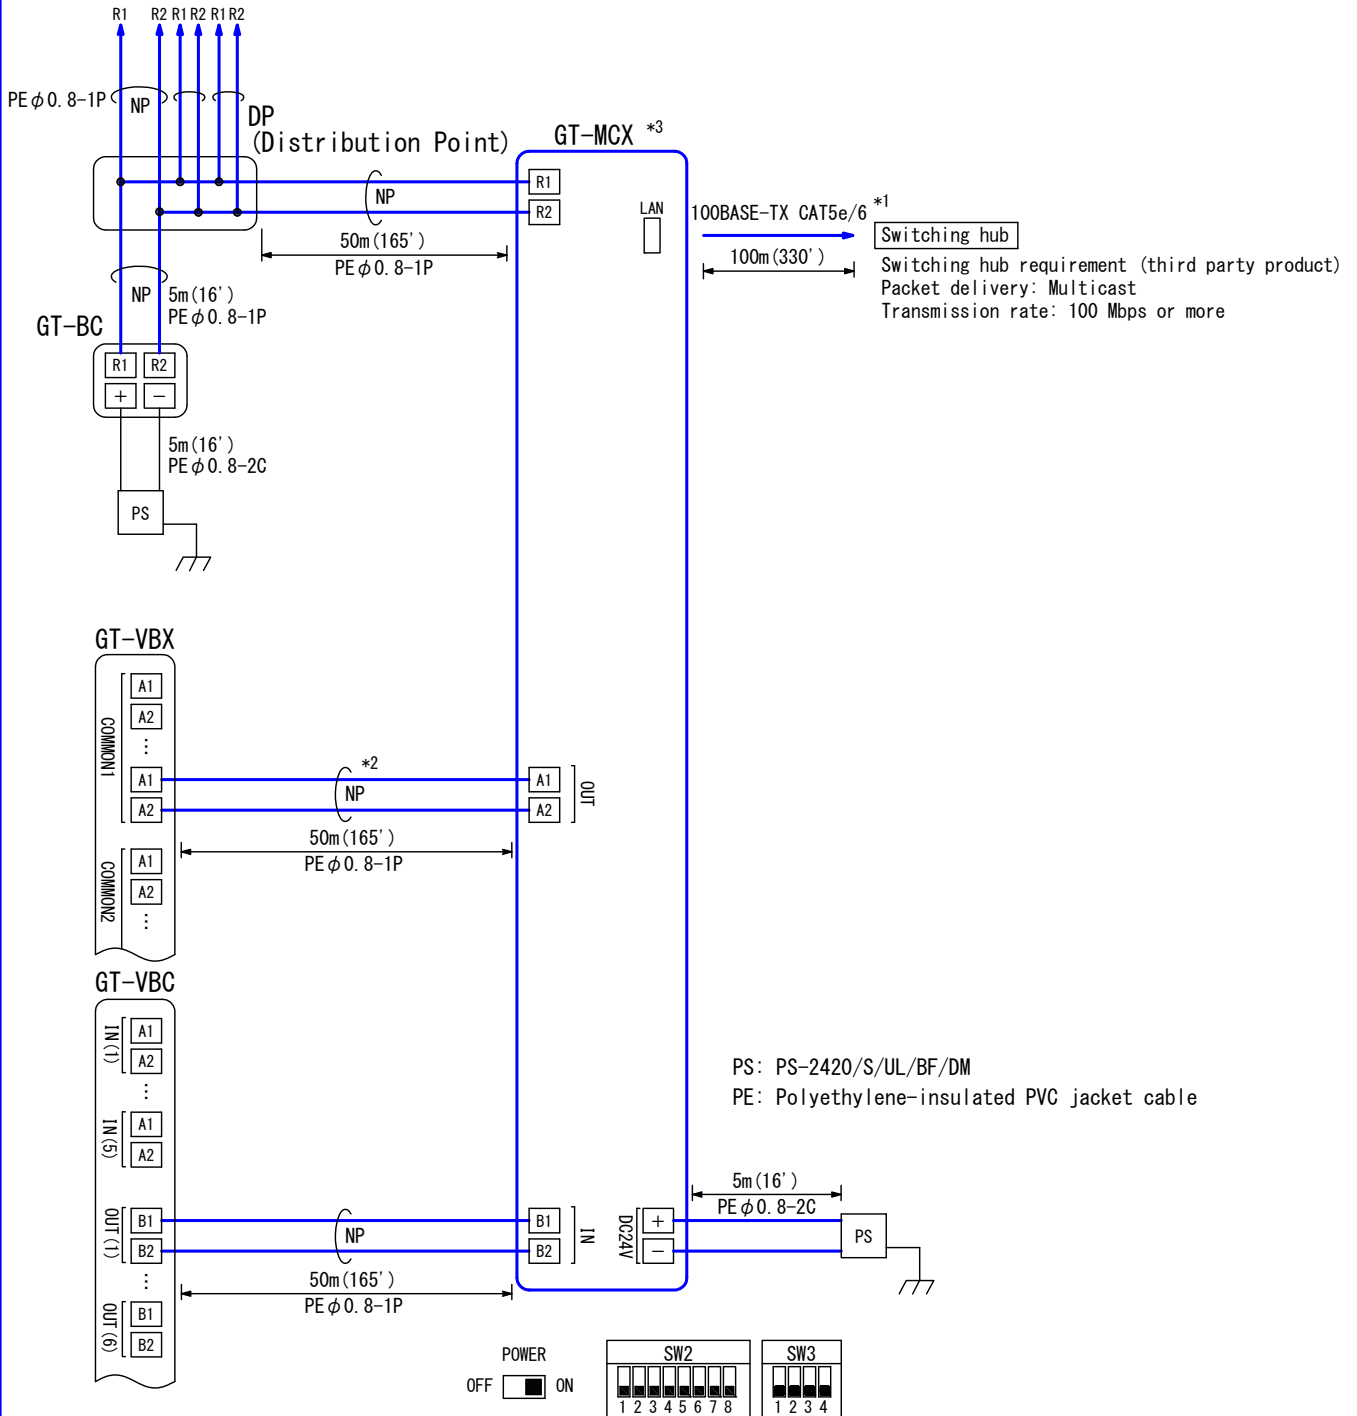 R1 R2 R1 R2 R1 R2
PEφ0.8-1P
NP
DP
(Distribution Point)
GT-MCX *3
R1
R2
NP
50m(165')
PEφ0.8-1P
LAN
100BASE-TX CAT5e/6 *1
100m(330')
Switching hub
Switching hub requirement (third party product)
Packet delivery: Multicast
Transmission rate: 100 Mbps or more
NP
5m(16')
PEφ0.8-1P
GT-BC
R1 R2
+ −
5m(16')
PEφ0.8-2C
PS
GT-VBX
COMMON1
A1
A2
⋮
A1
A2
*2
NP
50m(165')
PEφ0.8-1P
A1
A2
OUT
COMMON2
A1
A2
⋮
GT-VBC
IN(1)
A1
A2
⋮
IN(5)
A1
A2
OUT(1)
B1
B2
⋮
OUT(6)
B1
B2
NP
50m(165')
PEφ0.8-1P
B1
B2
IN
DC24V
+
−
5m(16')
PEφ0.8-2C
PS
PS: PS-2420/S/UL/BF/DM
PE: Polyethylene-insulated PVC jacket cable
POWER
OFF ON
SW2
1 2 3 4 5 6 7 8
SW3
1 2 3 4